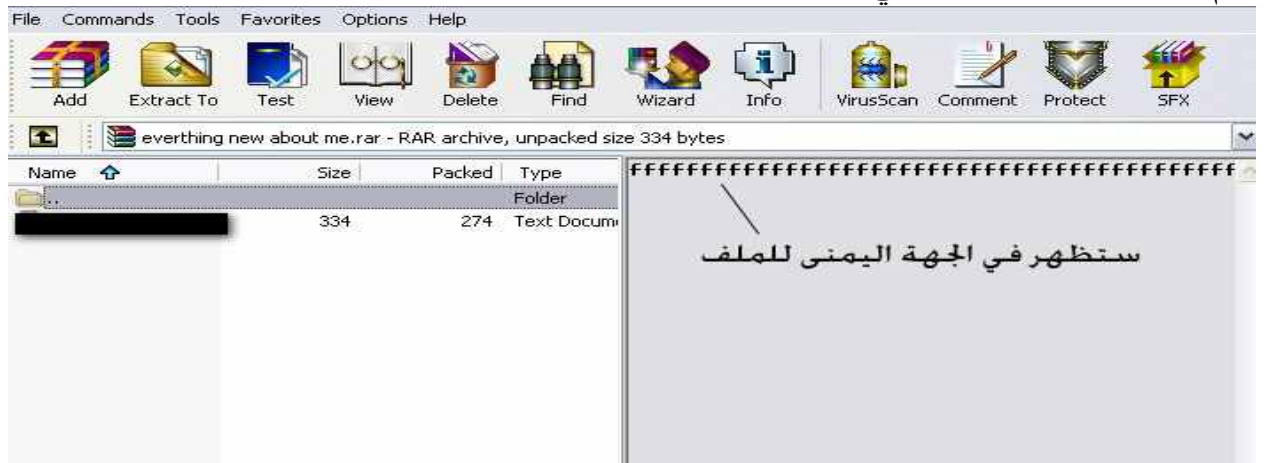 File Commands Tools Favorites Options Help
Add Extract To Test View Delete Find Wizard Info VirusScan Comment Protect SFX
everthing new about me.rar - RAR archive, unpacked size 334 bytes
Name Size Packed Type
.. Folder
334 274 Text Docum
ffffffffffffffffffffffffffffffffffffffffffff
ستظهر في الجهة اليمنى للملف